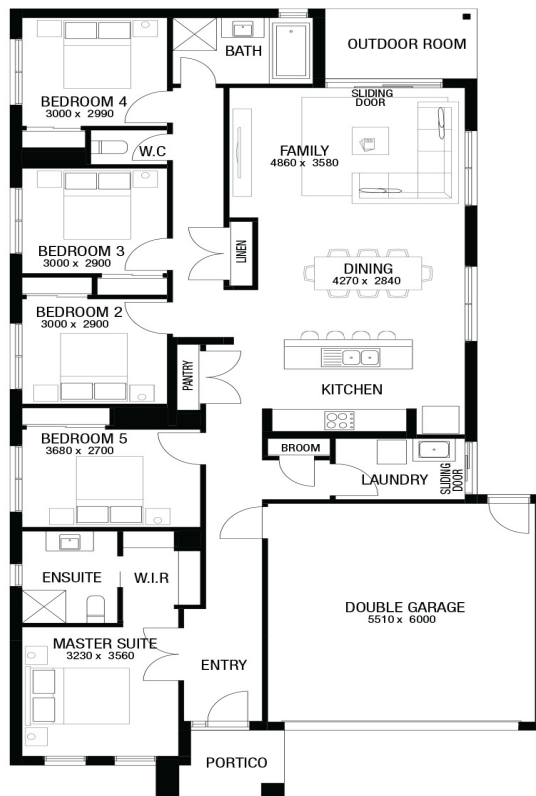 BATH
OUTDOOR ROOM
SLIDING
DOOR
BEDROOM 4
3000 x 2990
W.C
FAMILY
4860 x 3580
BEDROOM 3
3000 x 2900
LINEN
DINING
4270 x 2840
BEDROOM 2
3000 x 2900
PANTRY
KITCHEN
BEDROOM 5
3680 x 2700
BROOM
LAUNDRY
SLIDING
DOOR
ENSUITE
W.I.R
DOUBLE GARAGE
5510 x 6000
MASTER SUITE
3230 x 3560
ENTRY
PORTICO